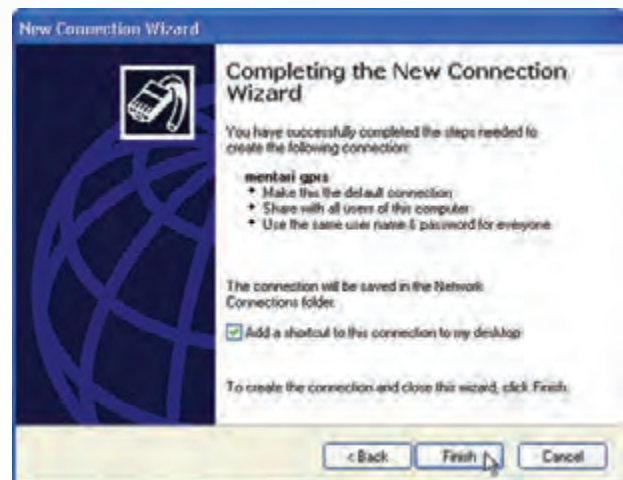 New Connection Wizard
Completing the New Connection
Wizard
You have successfully completed the steps needed to
create the following connection:
mentari gprs
• Make this the default connection
• Share with all users of this computer
• Use the same user name & password for everyone
The connection will be saved in the Network
Connections folder.
Add a shortcut to this connection to my desktop
To create the connection and close this wizard, click Finish.
< Back
Finish
Cancel